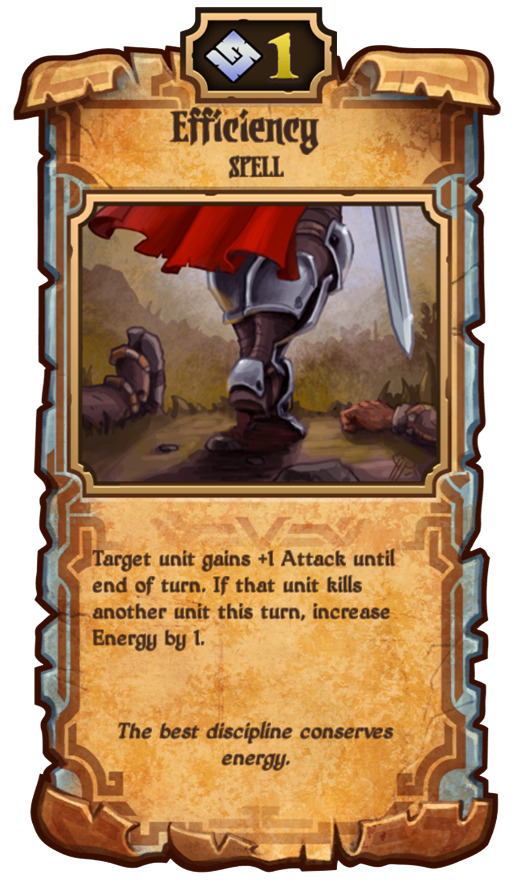 1
Efficiency
SPELL
Target unit gains +1 Attack until
end of turn. If that unit kills
another unit this turn, increase
Energy by 1.
The best discipline conserves
energy.